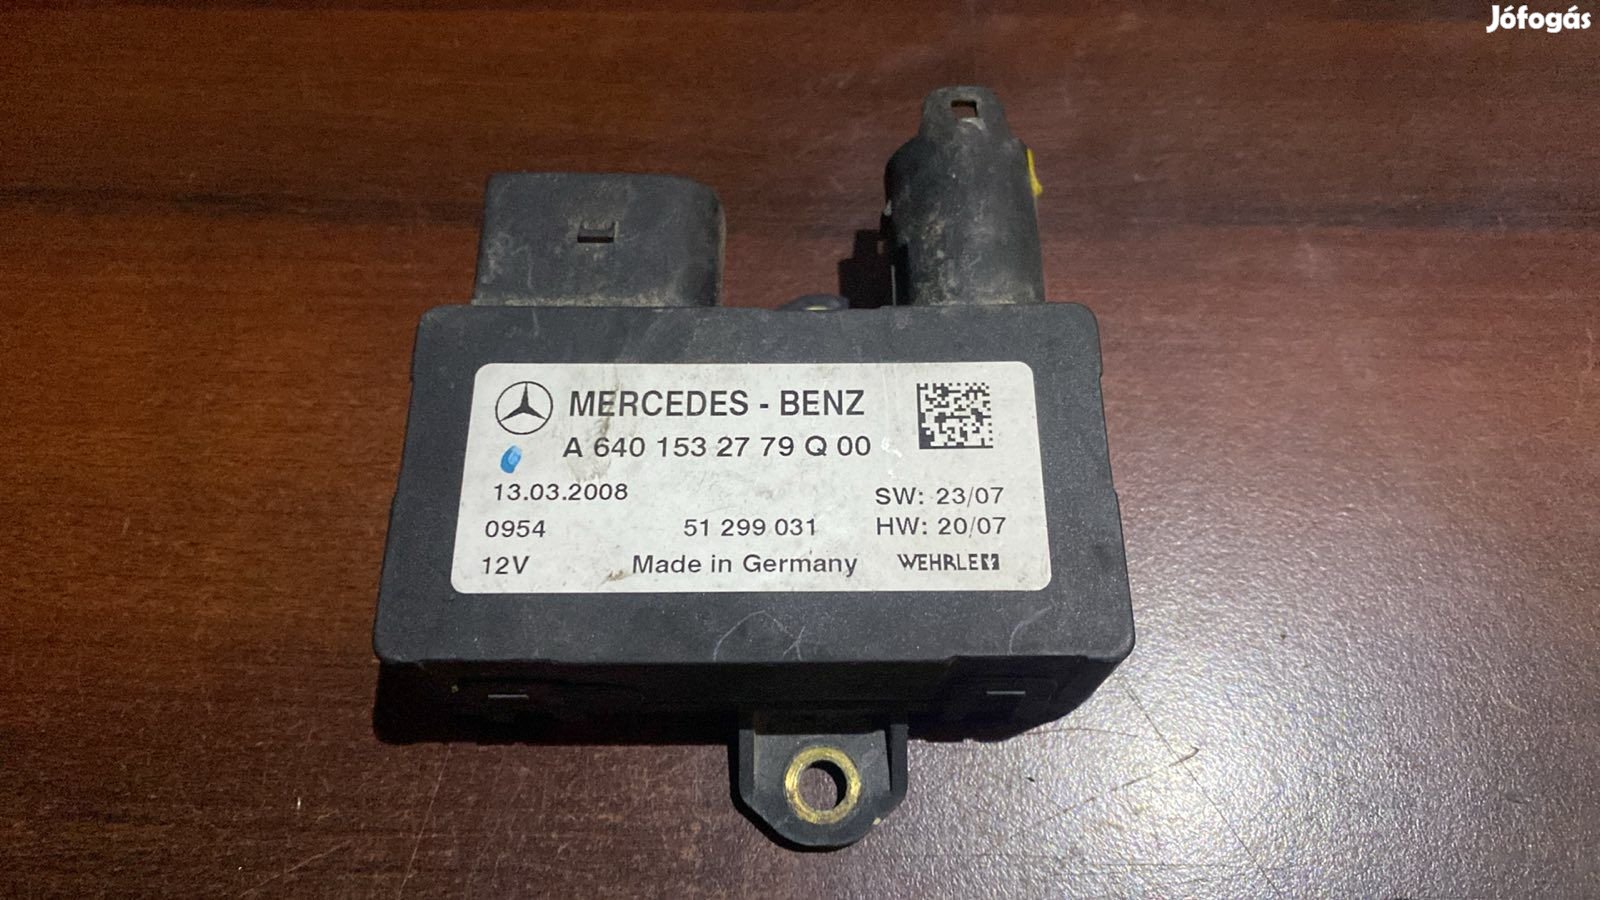 Jófogás
MERCEDES - BENZ
A 640 153 27 79 Q 00
13.03.2008
SW: 23/07
0954 51 299 031 HW: 20/07
12V Made in Germany WEHRLE